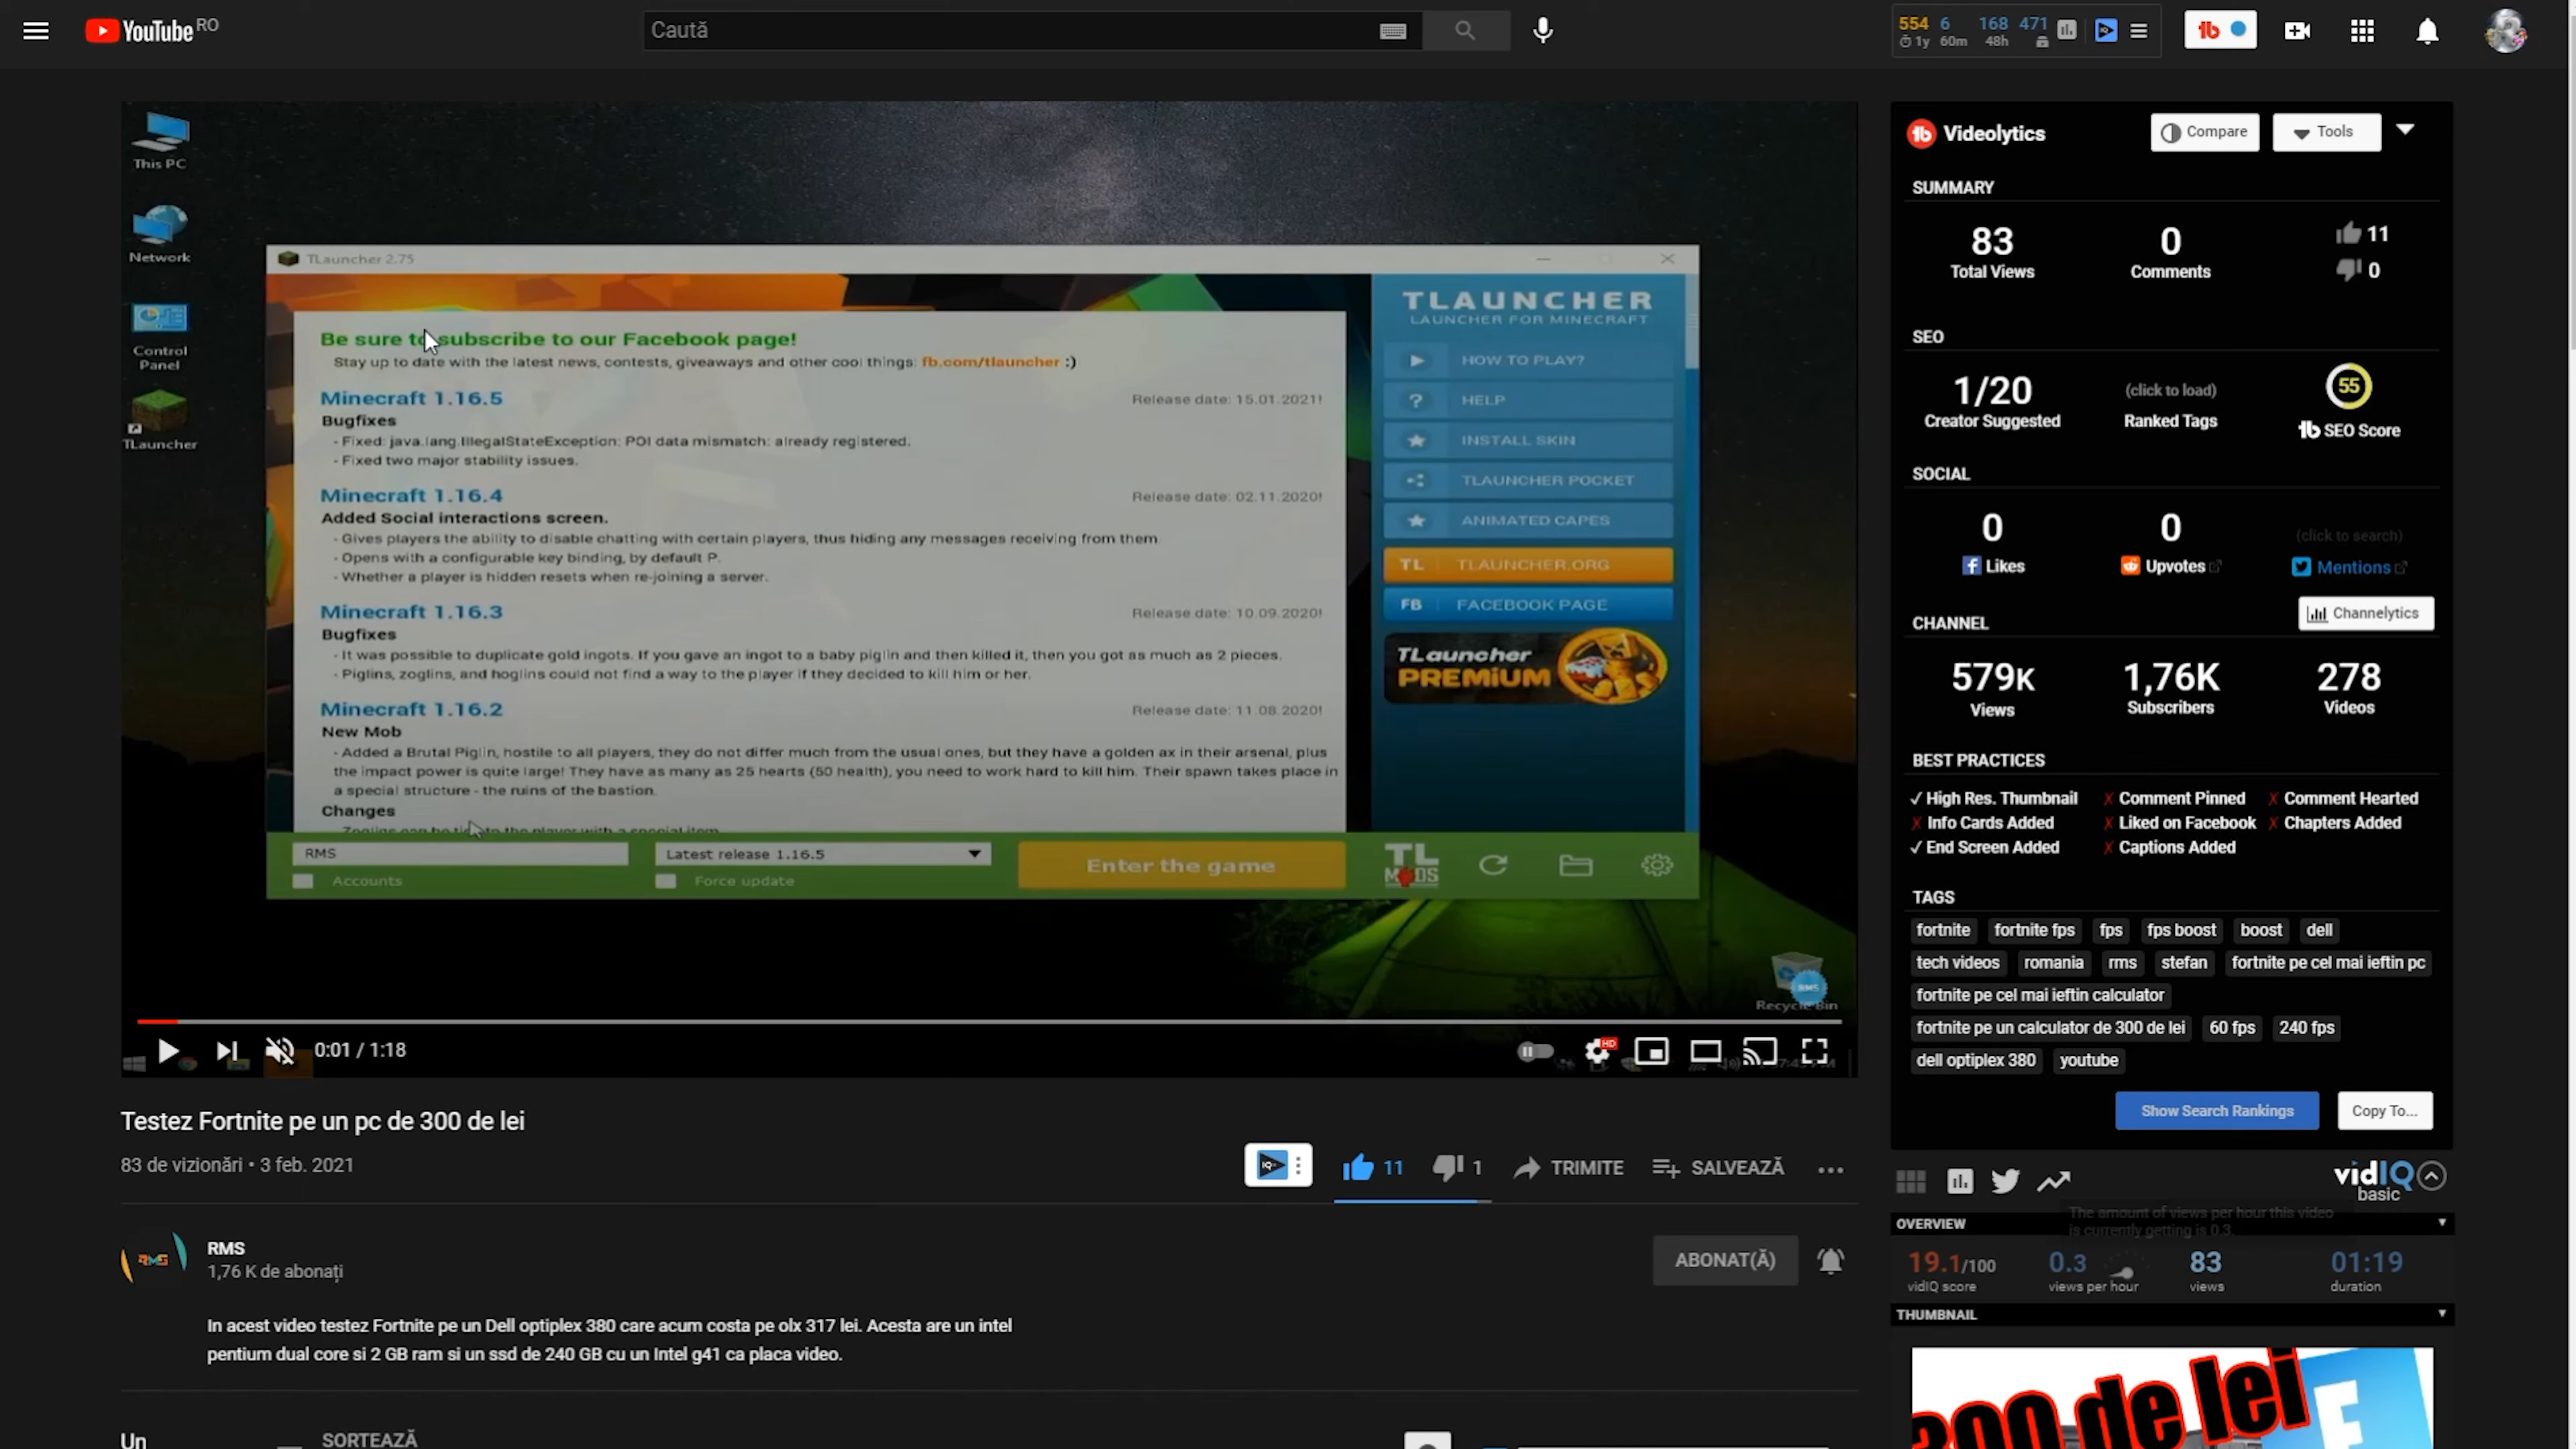 YouTube RO
Caută
554 6 168 471
1y 60m 48h
This PC
Network
Control
Panel
TLauncher
TLauncher 2.75
Be sure to subscribe to our Facebook page!
Stay up to date with the latest news, contests, giveaways and other cool things: fb.com/tlauncher :)
Minecraft 1.16.5 Release date: 15.01.2021!
Bugfixes
- Fixed: java.lang.IllegalStateException: POI data mismatch: already registered.
- Fixed two major stability issues.
Minecraft 1.16.4 Release date: 02.11.2020!
Added Social interactions screen.
- Gives players the ability to disable chatting with certain players, thus hiding any messages receiving from them
- Opens with a configurable key binding, by default P.
- Whether a player is hidden resets when re-joining a server.
Minecraft 1.16.3 Release date: 10.09.2020!
Bugfixes
- It was possible to duplicate gold ingots. If you gave an ingot to a baby piglin and then killed it, then you got as much as 2 pieces.
- Piglins, zoglins, and hoglins could not find a way to the player if they decided to kill him or her.
Minecraft 1.16.2 Release date: 11.08.2020!
New Mob
- Added a Brutal Piglin, hostile to all players, they do not differ much from the usual ones, but they have a golden ax in their arsenal, plus
the impact power is quite large! They have as many as 25 hearts (50 health), you need to work hard to kill him. Their spawn takes place in
a special structure - the ruins of the bastion.
Changes
TLAUNCHER
LAUNCHER FOR MINECRAFT
HOW TO PLAY?
HELP
INSTALL SKIN
TLAUNCHER POCKET
ANIMATED CAPES
TL TLAUNCHER.ORG
FB FACEBOOK PAGE
TLauncher
PREMIUM
RMS
Latest release 1.16.5
Enter the game
TL
MODS
Accounts
Force update
RMS
Recycle Bin
0:01 / 1:18
HD
Testez Fortnite pe un pc de 300 de lei
83 de vizionări • 3 feb. 2021
IQ
11
1
TRIMITE
SALVEAZĂ
RMS
RMS
1,76 K de abonați
ABONAT(Ă)
In acest video testez Fortnite pe un Dell optiplex 380 care acum costa pe olx 317 lei. Acesta are un intel
pentium dual core si 2 GB ram si un ssd de 240 GB cu un Intel g41 ca placa video.
Un
SORTEAZĂ
Videolytics
Compare
Tools
SUMMARY
83 0 11
Total Views Comments 0
SEO
1/20 (click to load) 55
Creator Suggested Ranked Tags SEO Score
SOCIAL
0 0 (click to search)
Likes Upvotes Mentions
CHANNEL Channelytics
579K 1,76K 278
Views Subscribers Videos
BEST PRACTICES
✓ High Res. Thumbnail ✗ Comment Pinned ✗ Comment Hearted
✗ Info Cards Added ✗ Liked on Facebook ✗ Chapters Added
✓ End Screen Added ✗ Captions Added
TAGS
fortnite fortnite fps fps fps boost boost dell
tech videos romania rms stefan fortnite pe cel mai ieftin pc
fortnite pe cel mai ieftin calculator
fortnite pe un calculator de 300 de lei 60 fps 240 fps
dell optiplex 380 youtube
Show Search Rankings Copy To...
vidIQ
basic
The amount of views per hour this video
is currently getting is 0.3.
OVERVIEW
19.1/100 0.3 83 01:19
vidIQ score views per hour views duration
THUMBNAIL
300 de lei